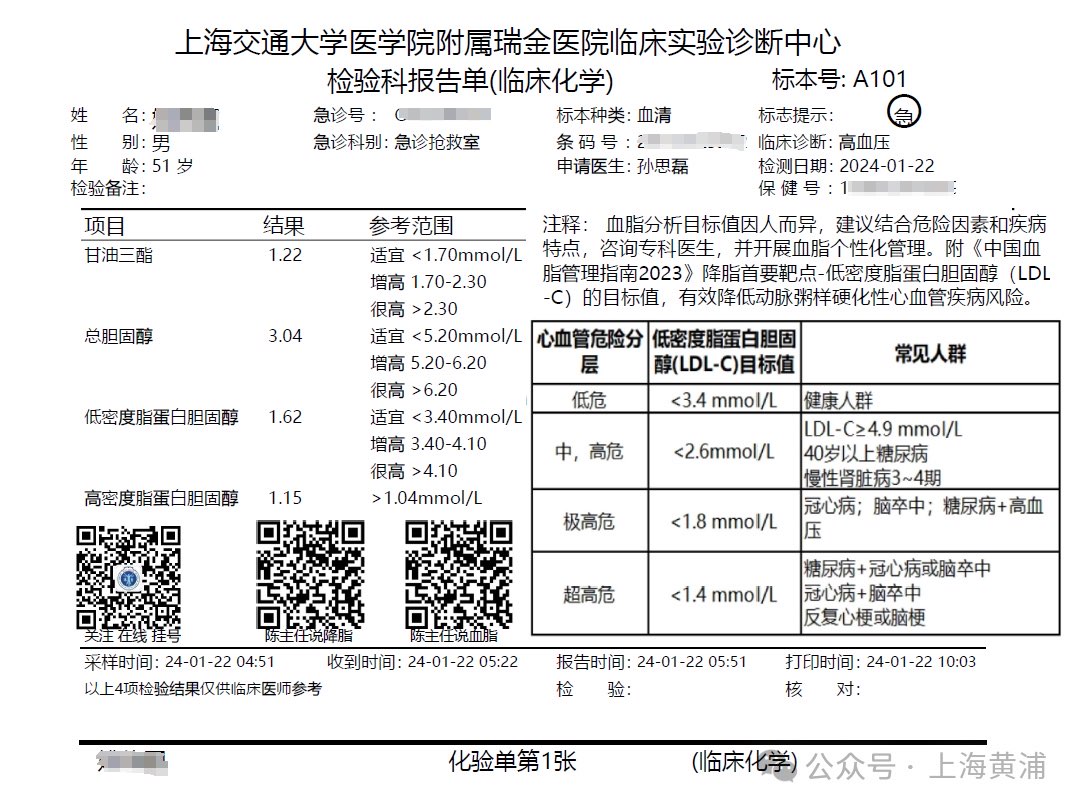 上海交通大学医学院附属瑞金医院临床实验诊断中心
检验科报告单(临床化学)
标本号: A101
姓 名:
急诊号:
标本种类: 血清
标志提示: 急
性 别: 男
急诊科别: 急诊抢救室
条码号:
临床诊断: 高血压
年 龄: 51 岁
申请医生: 孙思磊
检测日期: 2024-01-22
检验备注:
保健号: 1
项目 结果 参考范围
甘油三酯 1.22 适宜 <1.70mmol/L
增高 1.70-2.30
很高 >2.30
总胆固醇 3.04 适宜 <5.20mmol/L
增高 5.20-6.20
很高 >6.20
低密度脂蛋白胆固醇 1.62 适宜 <3.40mmol/L
增高 3.40-4.10
很高 >4.10
高密度脂蛋白胆固醇 1.15 >1.04mmol/L
注释: 血脂分析目标值因人而异，建议结合危险因素和疾病
特点，咨询专科医生，并开展血脂个性化管理。附《中国血
脂管理指南2023》降脂首要靶点-低密度脂蛋白胆固醇（LDL
-C）的目标值，有效降低动脉粥样硬化性心血管疾病风险。
心血管危险分层 低密度脂蛋白胆固醇(LDL-C)目标值 常见人群
低危 <3.4 mmol/L 健康人群
中，高危 <2.6mmol/L LDL-C≥4.9 mmol/L
40岁以上糖尿病
慢性肾脏病3~4期
极高危 <1.8 mmol/L 冠心病；脑卒中；糖尿病+高血
压
超高危 <1.4 mmol/L 糖尿病+冠心病或脑卒中
冠心病+脑卒中
反复心梗或脑梗
关注 在线 挂号
陈主任说降脂
陈主任说血脂
采样时间: 24-01-22 04:51 收到时间: 24-01-22 05:22 报告时间: 24-01-22 05:51 打印时间: 24-01-22 10:03
以上4项检验结果仅供临床医师参考 检 验: 核 对:
化验单第1张 (临床化学)
公众号 · 上海黄浦